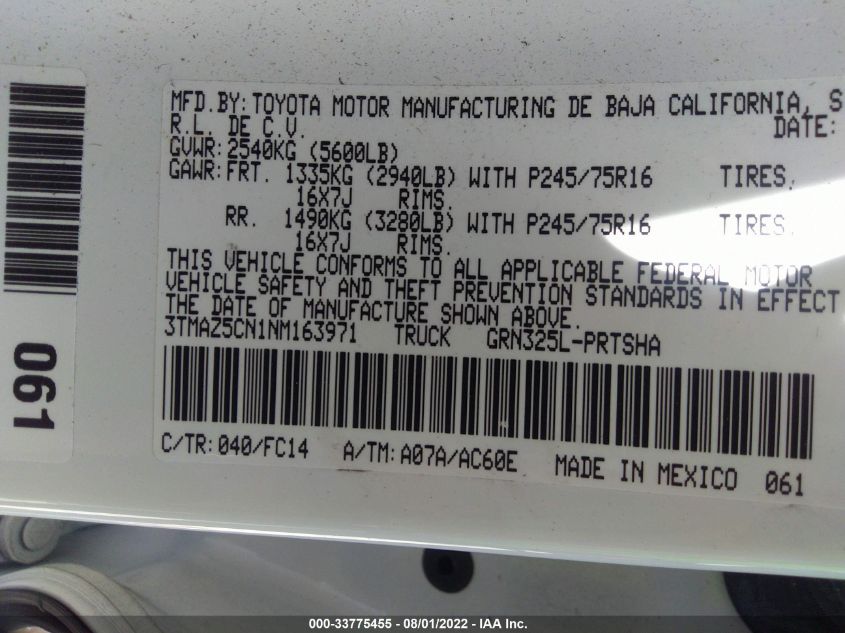 MFD.BY: TOYOTA MOTOR MANUFACTURING DE BAJA CALIFORNIA, S
R.L. DE C.V. DATE:
GVWR: 2540KG (5600LB)
GAWR: FRT. 1335KG (2940LB) WITH P245/75R16 TIRES,
16X7J RIMS.
RR. 1490KG (3280LB) WITH P245/75R16 TIRES,
16X7J RIMS.
THIS VEHICLE CONFORMS TO ALL APPLICABLE FEDERAL MOTOR
VEHICLE SAFETY AND THEFT PREVENTION STANDARDS IN EFFECT
THE DATE OF MANUFACTURE SHOWN ABOVE.
3TMAZ5CN1NM163971 TRUCK GRN325L-PRTSHA
C/TR: 040/FC14 A/TM: A07A/AC60E MADE IN MEXICO 061
061
000-33775455 - 08/01/2022 - IAA Inc.